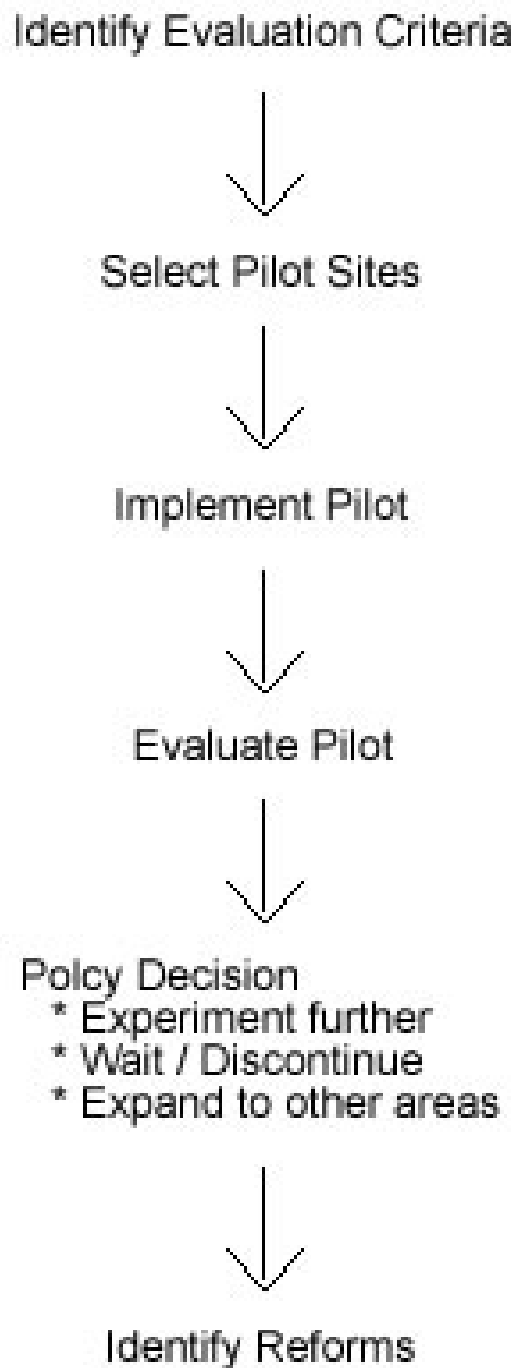 Identify Evaluation Criteria
Select Pilot Sites
Implement Pilot
Evaluate Pilot
Polcy Decision
* Experiment further
* Wait / Discontinue
* Expand to other areas
Identify Reforms